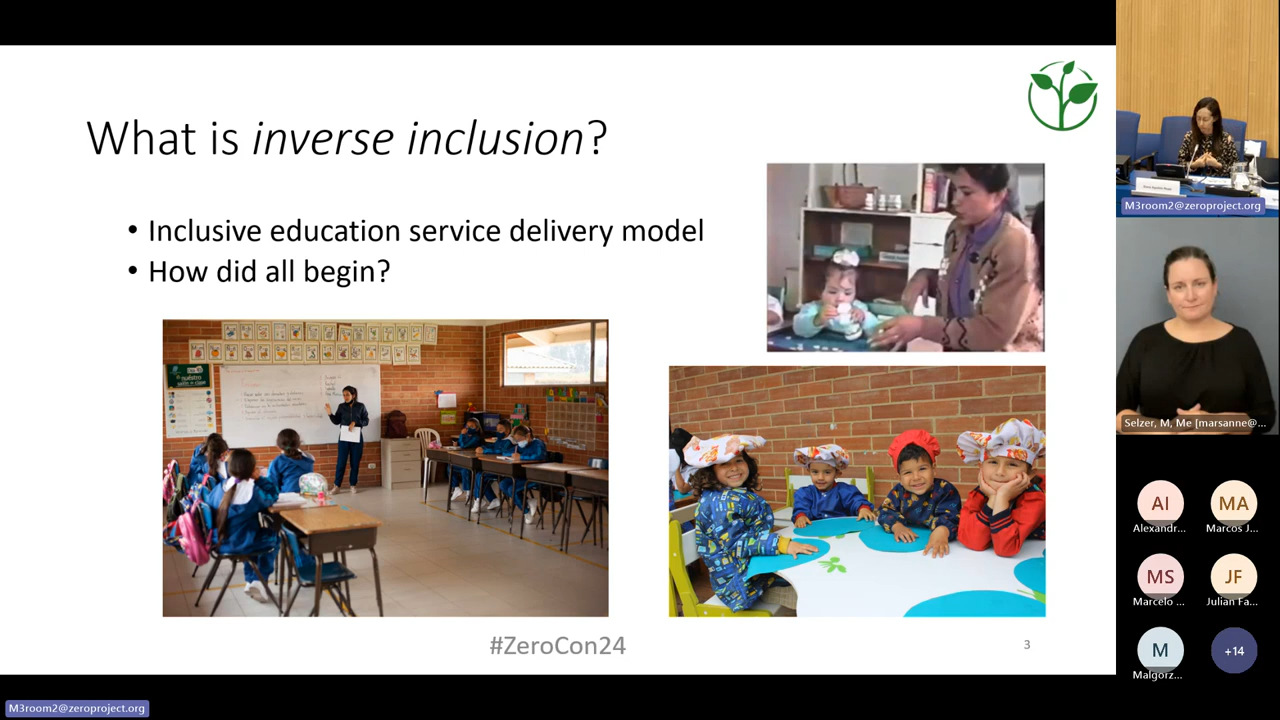 What is inverse inclusion?
• Inclusive education service delivery model
• How did all begin?
#ZeroCon24
3
M3room2@zeroproject.org
Selzer, M, Me [marsanne@...
AI
MA
Alexandr...
Marcos J...
MS
JF
Marcelo ...
Julian Fa...
M
+14
Malgorz...
M3room2@zeroproject.org